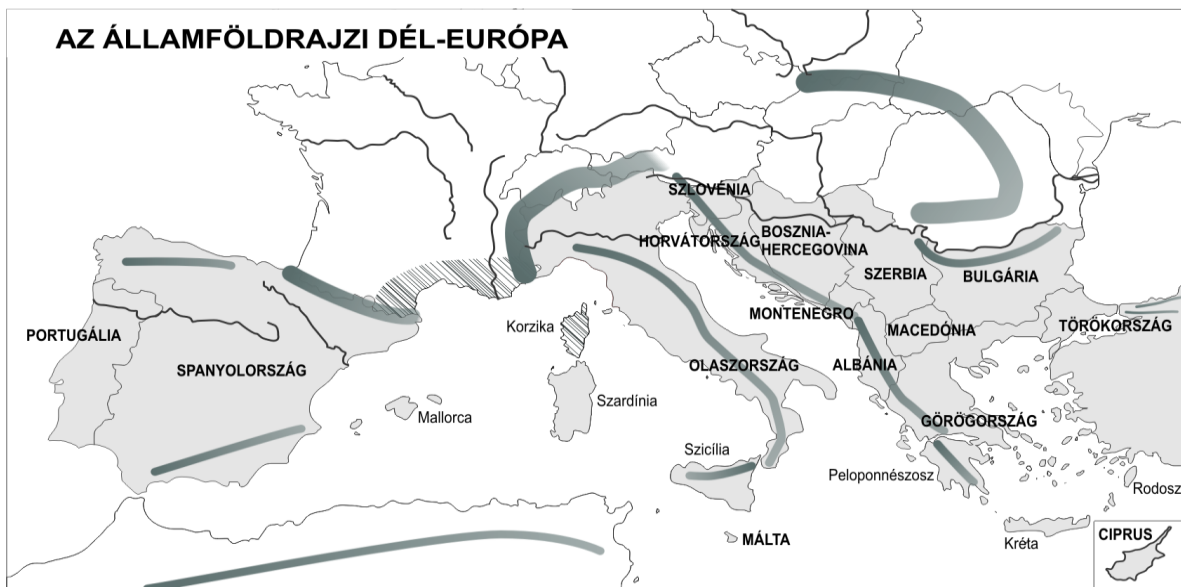 AZ ÁLLAMFÖLDRAJZI DÉL-EURÓPA
SZLOVÉNIA
HORVÁTORSZÁG
BOSZNIA-
HERCEGOVINA
SZERBIA
BULGÁRIA
MONTENEGRO
MACEDÓNIA
TÖRÖKORSZÁG
Korzika
PORTUGÁLIA
SPANYOLORSZÁG
OLASZORSZÁG
ALBÁNIA
Szardínia
Mallorca
GÖRÖGORSZÁG
Szicília
Peloponnészosz
Rodosz
MÁLTA
Kréta
CIPRUS